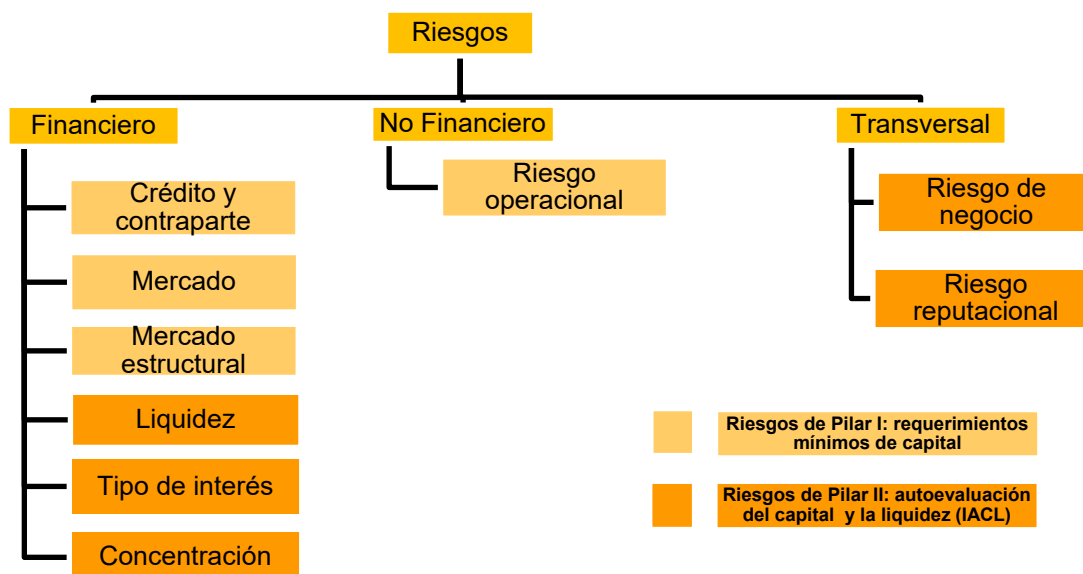 Riesgos
Financiero
No Financiero
Transversal
Crédito y
contraparte
Mercado
Mercado
estructural
Liquidez
Tipo de interés
Concentración
Riesgo
operacional
Riesgo de
negocio
Riesgo
reputacional
Riesgos de Pilar I: requerimientos
mínimos de capital
Riesgos de Pilar II: autoevaluación
del capital y la liquidez (IACL)